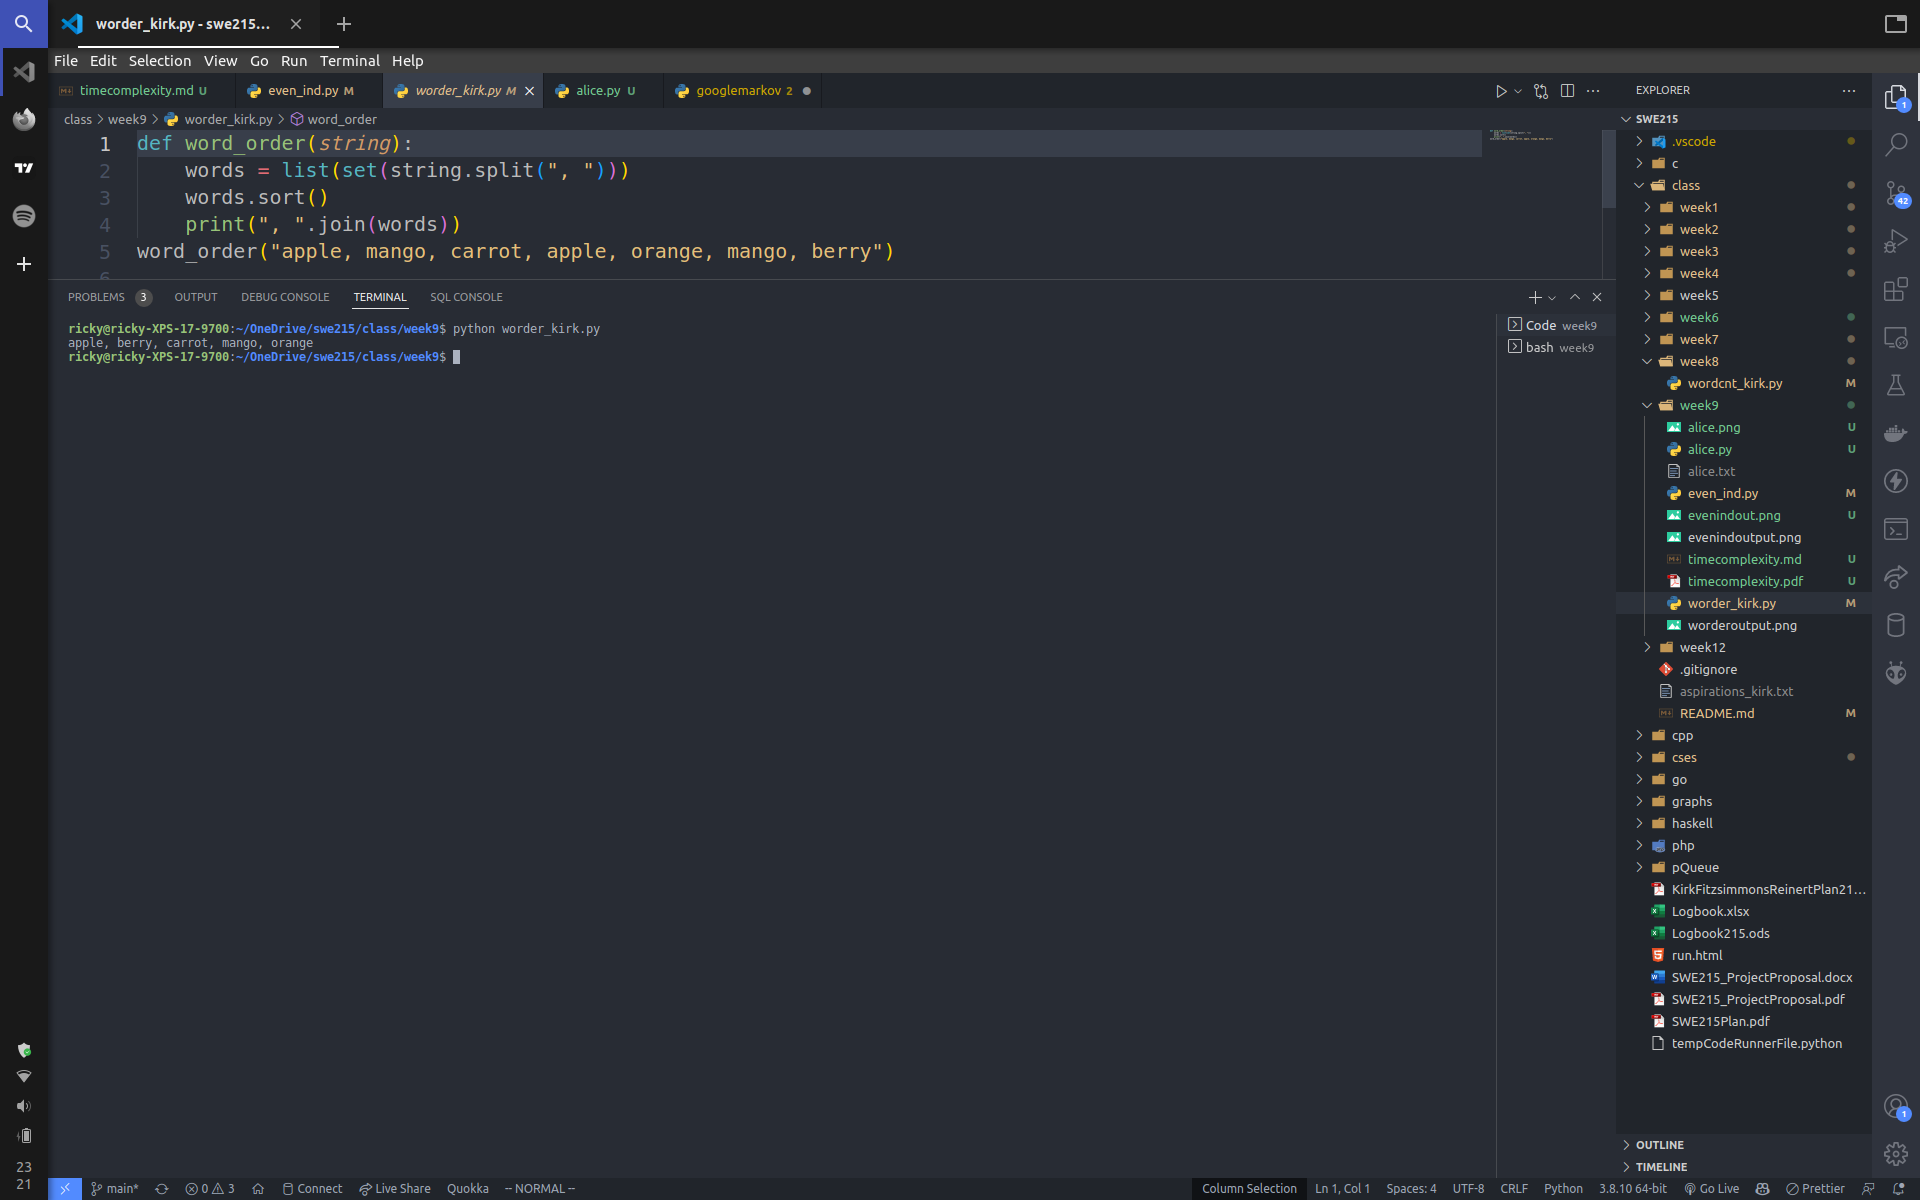 worder_kirk.py - swe215...
File Edit Selection View Go Run Terminal Help
timecomplexity.md U
even_ind.py M
worder_kirk.py M
alice.py U
googlemarkov 2
class > week9 > worder_kirk.py > word_order
1 def word_order(string):
2     words = list(set(string.split(", ")))
3     words.sort()
4     print(", ".join(words))
5 word_order("apple, mango, carrot, apple, orange, mango, berry")
6
PROBLEMS 3 OUTPUT DEBUG CONSOLE TERMINAL SQL CONSOLE
ricky@ricky-XPS-17-9700:~/OneDrive/swe215/class/week9$ python worder_kirk.py
apple, berry, carrot, mango, orange
ricky@ricky-XPS-17-9700:~/OneDrive/swe215/class/week9$
Code week9
bash week9
EXPLORER
SWE215
.vscode
c
class
week1
week2
week3
week4
week5
week6
week7
week8
wordcnt_kirk.py M
week9
alice.png U
alice.py U
alice.txt
even_ind.py M
evenindout.png U
evenindoutput.png
timecomplexity.md U
timecomplexity.pdf U
worder_kirk.py M
worderoutput.png
week12
.gitignore
aspirations_kirk.txt
README.md M
cpp
cses
go
graphs
haskell
php
pQueue
KirkFitzsimmonsReinertPlan21...
Logbook.xlsx
Logbook215.ods
run.html
SWE215_ProjectProposal.docx
SWE215_ProjectProposal.pdf
SWE215Plan.pdf
tempCodeRunnerFile.python
OUTLINE
TIMELINE
1
42
1
23
21
main* 0 3 Connect Live Share Quokka -- NORMAL -- Column Selection Ln 1, Col 1 Spaces: 4 UTF-8 CRLF Python 3.8.10 64-bit Go Live Prettier